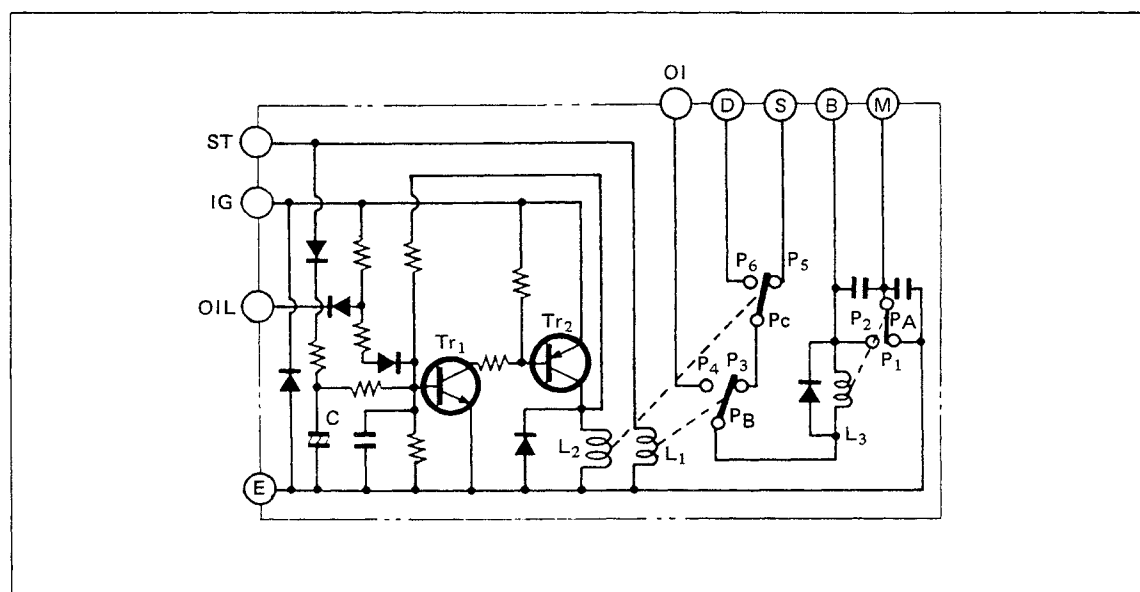 OI
D S B M
ST
IG
OIL
E
P6 P5
Pc
P4 P3
PB
P2 PA
P1
Tr1
Tr2
C
L2
L1
L3